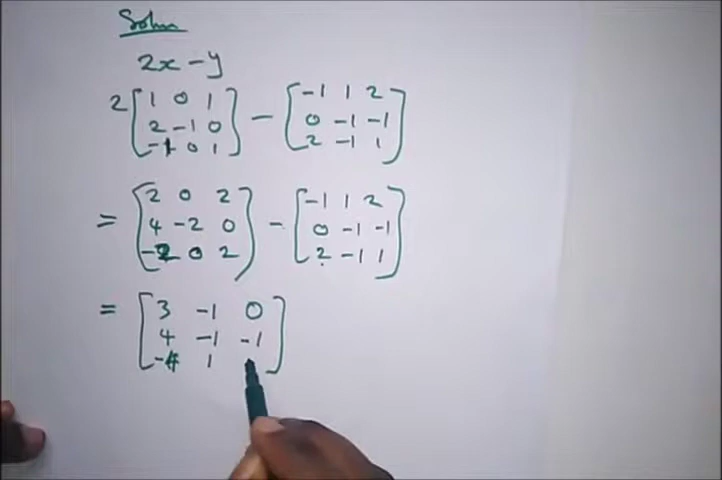 Soln
2x - y
2 [ 1 0 1 ] - [ -1 1 2 ]
[ 2 -1 0 ] [ 0 -1 -1 ]
[ -1 0 1 ] [ 2 -1 1 ]
= [ 2 0 2 ] - [ -1 1 2 ]
[ 4 -2 0 ] [ 0 -1 -1 ]
[ -2 0 2 ] [ 2 -1 1 ]
= [ 3 -1 0 ]
[ 4 -1 -1 ]
[ -4 1 ]